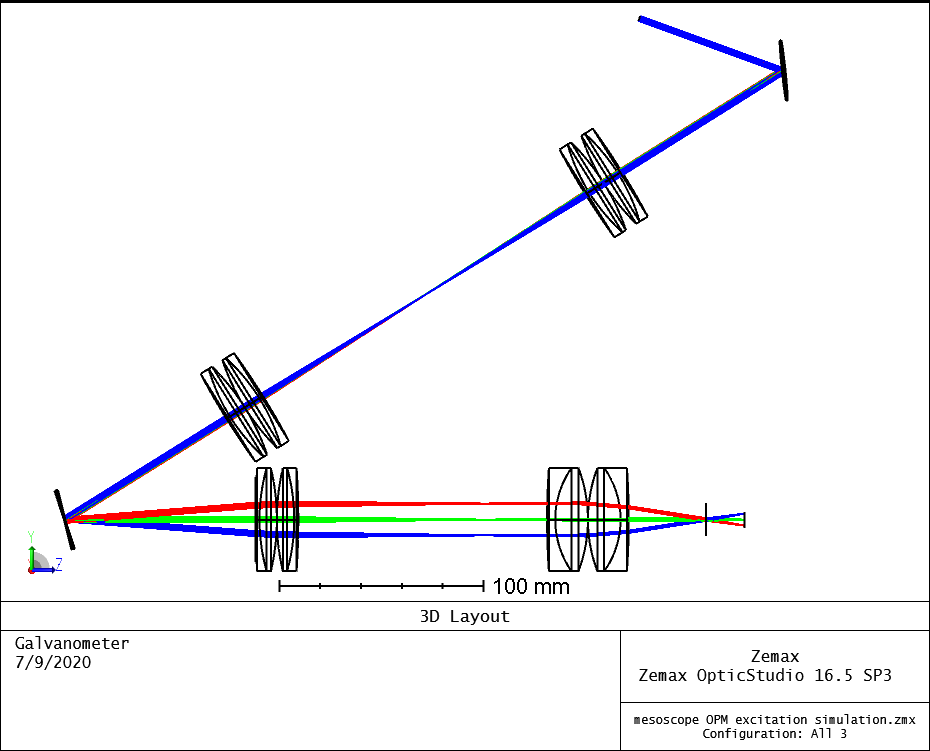 Y
Z
100 mm
3D Layout
Galvanometer
7/9/2020
Zemax
Zemax OpticStudio 16.5 SP3
mesoscope OPM excitation simulation.zmx
Configuration: All 3